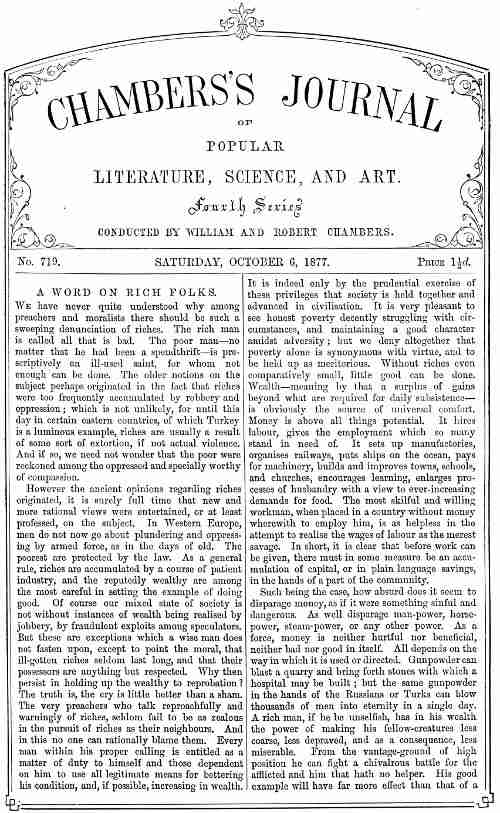 CHAMBERS'S JOURNAL
OF
POPULAR
LITERATURE, SCIENCE, AND ART.
Fourth Series
CONDUCTED BY WILLIAM AND ROBERT CHAMBERS.
No. 719. SATURDAY, OCTOBER 6, 1877. PRICE 1½d.
A WORD ON RICH FOLKS.
WE have never quite understood why among
preachers and moralists there should be such a
sweeping denunciation of riches. The rich man
is called all that is bad. The poor man—no
matter that he had been a spendthrift—is pre-
scriptively an ill-used saint, for whom not
enough can be done. The older notions on the
subject perhaps originated in the fact that riches
were too frequently accumulated by robbery and
oppression; which is not unlikely, for until this
day in certain eastern countries, of which Turkey
is a luminous example, riches are usually a result
of some sort of extortion, if not actual violence.
And if so, we need not wonder that the poor were
reckoned among the oppressed and specially worthy
of compassion.
However the ancient opinions regarding riches
originated, it is surely full time that new and
more rational views were entertained, or at least
professed, on the subject. In Western Europe,
men do not now go about plundering and oppress-
ing by armed force, as in the days of old. The
poorest are protected by the law. As a general
rule, riches are accumulated by a course of patient
industry, and the reputedly wealthy are among
the most careful in setting the example of doing
good. Of course our mixed state of society is
not without instances of wealth being realised by
jobbery, by fraudulent exploits among speculators.
But these are exceptions which a wise man does
not fasten upon, except to point the moral, that
ill-gotten riches seldom last long, and that their
possessors are anything but respected. Why then
persist in holding up the wealthy to reprobation?
The truth is, the cry is little better than a sham.
The very preachers who talk reproachfully and
warningly of riches, seldom fail to be as zealous
in the pursuit of riches as their neighbours. And
in this no one can rationally blame them. Every
man within his proper calling is entitled as a
matter of duty to himself and those dependent
on him to use all legitimate means for bettering
his condition, and, if possible, increasing in wealth.
It is indeed only by the prudential exercise of
these privileges that society is held together and
advanced in civilisation. It is very pleasant to
see honest poverty decently struggling with cir-
cumstances, and maintaining a good character
amidst adversity; but we deny altogether that
poverty alone is synonymous with virtue, and to
be held up as meritorious. Without riches even
comparatively small, little good can be done.
Wealth—meaning by that a surplus of gains
beyond what are required for daily subsistence—
is obviously the source of universal comfort.
Money is above all things potential. It hires
labour, gives the employment which so many
stand in need of. It sets up manufactories,
organises railways, puts ships on the ocean, pays
for machinery, builds and improves towns, schools,
and churches, encourages learning, enlarges pro-
cesses of husbandry with a view to ever-increasing
demands for food. The most skilful and willing
workman, when placed in a country without money
wherewith to employ him, is as helpless in the
attempt to realise the wages of labour as the merest
savage. In short, it is clear that before work can
be given, there must in some measure be an accu-
mulation of capital, or in plain language savings,
in the hands of a part of the community.
Such being the case, how absurd does it seem to
disparage money, as if it were something sinful and
dangerous. As well disparage man-power, horse-
power, steam-power, or any other power. As a
force, money is neither hurtful nor beneficial,
neither bad nor good in itself. All depends on the
way in which it is used or directed. Gunpowder can
blast a quarry and bring forth stones with which a
hospital may be built; but the same gunpowder
in the hands of the Russians or Turks can blow
thousands of men into eternity in a single day.
A rich man, if he be unselfish, has in his wealth
the power of making his fellow-creatures less
coarse, less depraved, and as a consequence, less
miserable. From the vantage-ground of high
position he can fight a chivalrous battle for the
afflicted and him that hath no helper. His good
example will have far more effect than that of a